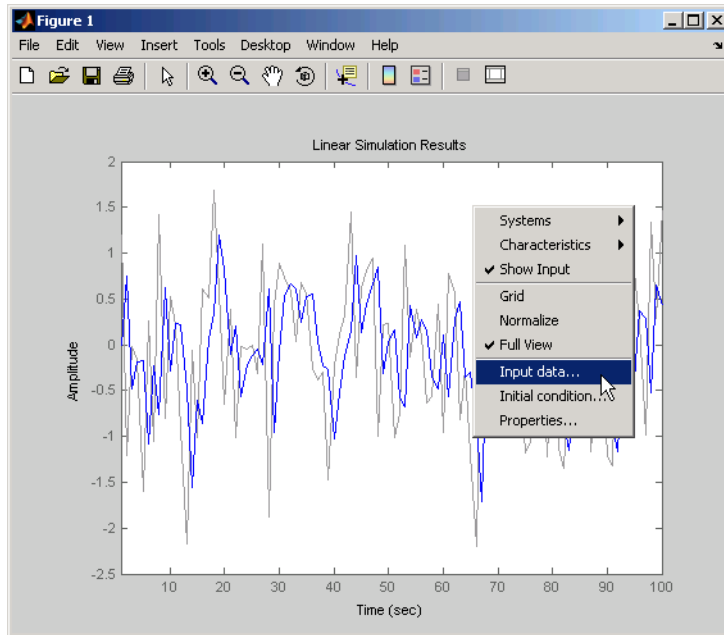 Figure 1
File Edit View Insert Tools Desktop Window Help
Linear Simulation Results
2
1.5
1
0.5
0
-0.5
-1
-1.5
-2
-2.5
Amplitude
10 20 30 40 50 60 70 80 90 100
Time (sec)
Systems
Characteristics
Show Input
Grid
Normalize
Full View
Input data...
Initial condition...
Properties...